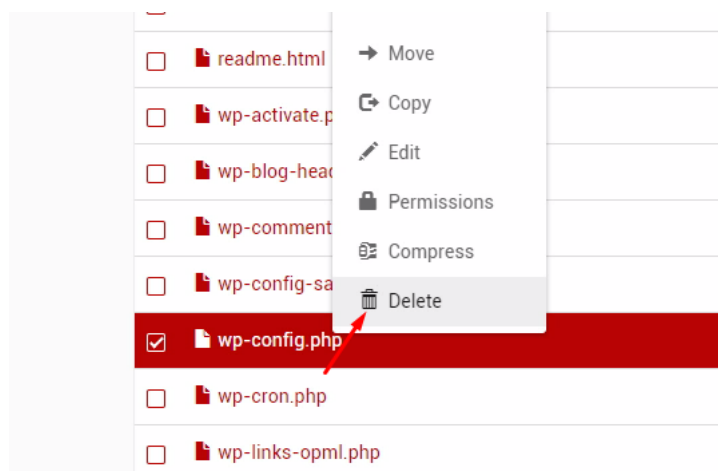 readme.html
Move
wp-activate.p
Copy
wp-blog-head
Edit
wp-comment
Permissions
wp-config-sa
Compress
Delete
wp-config.php
wp-cron.php
wp-links-opml.php